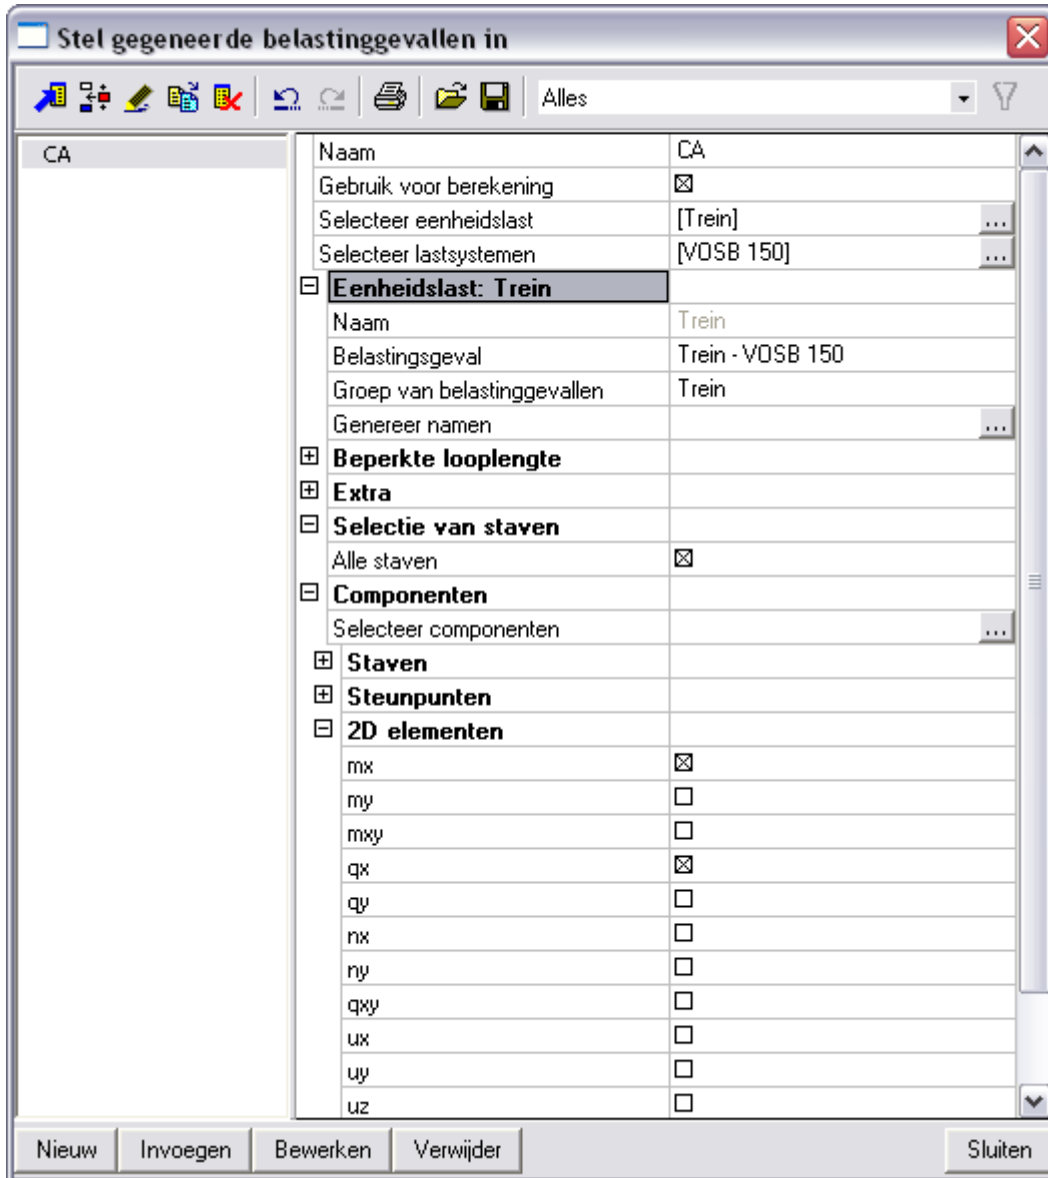 Stel gegeneerde belastinggevallen in
Alles
CA
Naam CA
Gebruik voor berekening
Selecteer eenheidslast [Trein] ...
Selecteer lastsystemen [VOSB 150] ...
Eenheidslast: Trein
Naam Trein
Belastingsgeval Trein - VOSB 150
Groep van belastinggevallen Trein
Genereer namen ...
Beperkte looplengte
Extra
Selectie van staven
Alle staven
Componenten
Selecteer componenten ...
Staven
Steunpunten
2D elementen
mx
my
mxy
qx
qy
nx
ny
qxy
ux
uy
uz
Nieuw Invoegen Bewerken Verwijder Sluiten